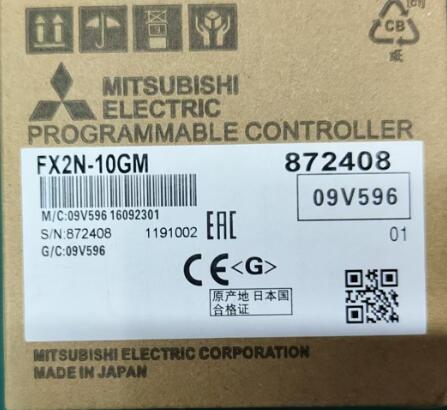 CB
MITSUBISHI
ELECTRIC
PROGRAMMABLE CONTROLLER
FX2N-10GM 872408
M/C:09V596 16092301 09V596
S/N:872408 1191002 EAC 01
G/C:09V596
CE <G>
原产地 日本国
合格证
MITSUBISHI ELECTRIC CORPORATION
MADE IN JAPAN